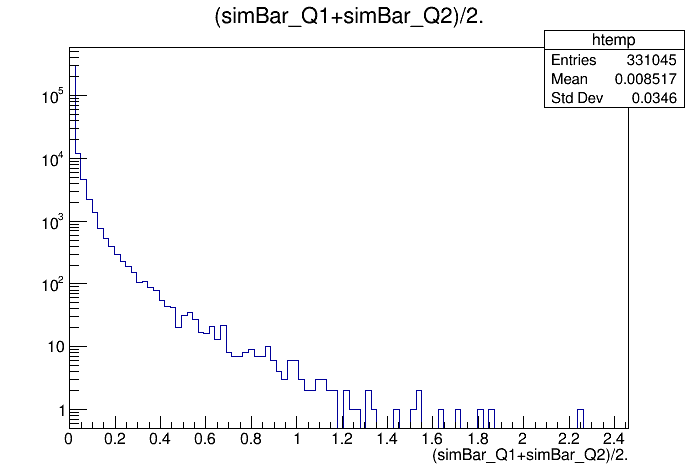 (simBar_Q1+simBar_Q2)/2.
htemp
Entries 331045
Mean 0.008517
Std Dev 0.0346
10^5
10^4
10^3
10^2
10
1
0 0.2 0.4 0.6 0.8 1 1.2 1.4 1.6 1.8 2 2.2 2.4
(simBar_Q1+simBar_Q2)/2.